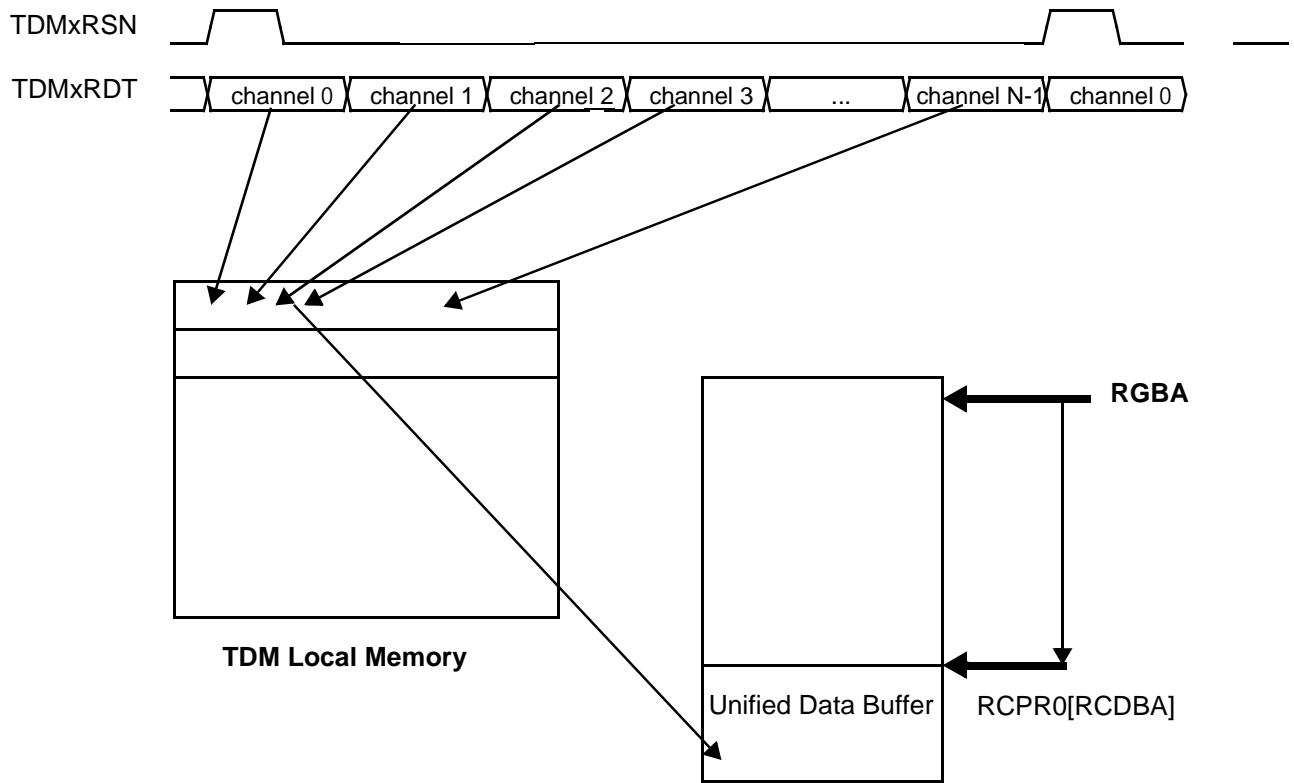 TDMxRSN
TDMxRDT
channel 0 channel 1 channel 2 channel 3 ... channel N-1 channel 0
RGBA
TDM Local Memory
Unified Data Buffer
RCPR0[RCDBA]